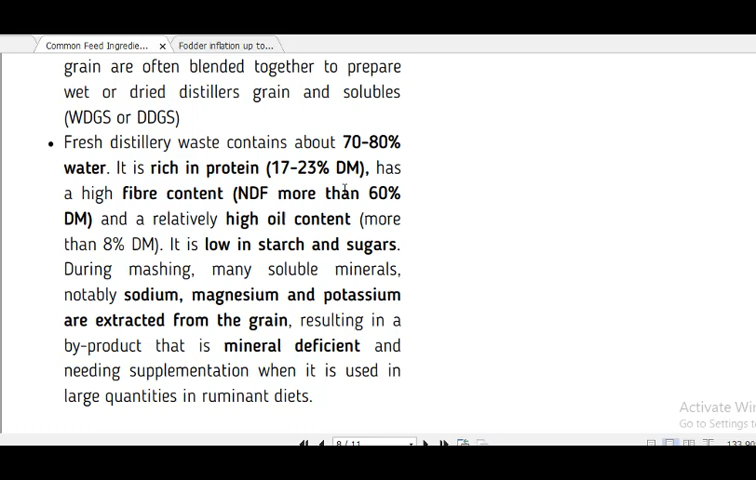 Common Feed Ingredie... × Fodder inflation up to...
grain are often blended together to prepare
wet or dried distillers grain and solubles
(WDGS or DDGS)
• Fresh distillery waste contains about 70-80%
water. It is rich in protein (17-23% DM), has
a high fibre content (NDF more than 60%
DM) and a relatively high oil content (more
than 8% DM). It is low in starch and sugars.
During mashing, many soluble minerals,
notably sodium, magnesium and potassium
are extracted from the grain, resulting in a
by-product that is mineral deficient and
needing supplementation when it is used in
large quantities in ruminant diets.
Activate Win
Go to Settings to
8 / 11